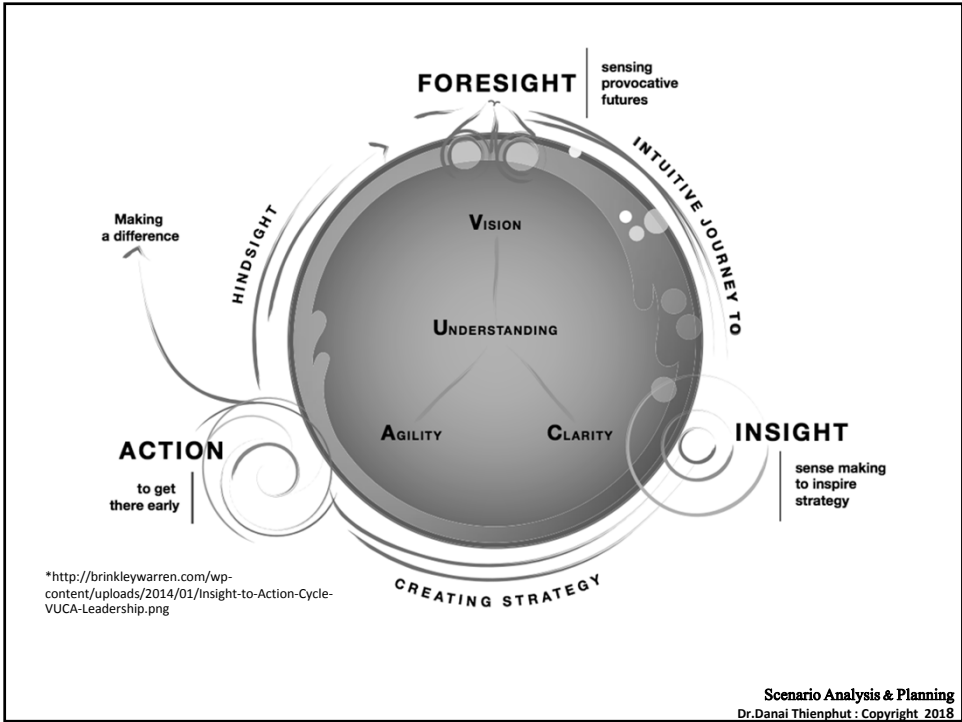 FORESIGHT
sensing
provocative
futures
INTUITIVE JOURNEY TO
HINDSIGHT
Making
a difference
VISION
UNDERSTANDING
AGILITY
CLARITY
ACTION
to get
there early
INSIGHT
sense making
to inspire
strategy
CREATING STRATEGY
*http://brinkleywarren.com/wp-
content/uploads/2014/01/Insight-to-Action-Cycle-
VUCA-Leadership.png
Scenario Analysis & Planning
Dr.Danai Thienphut : Copyright 2018